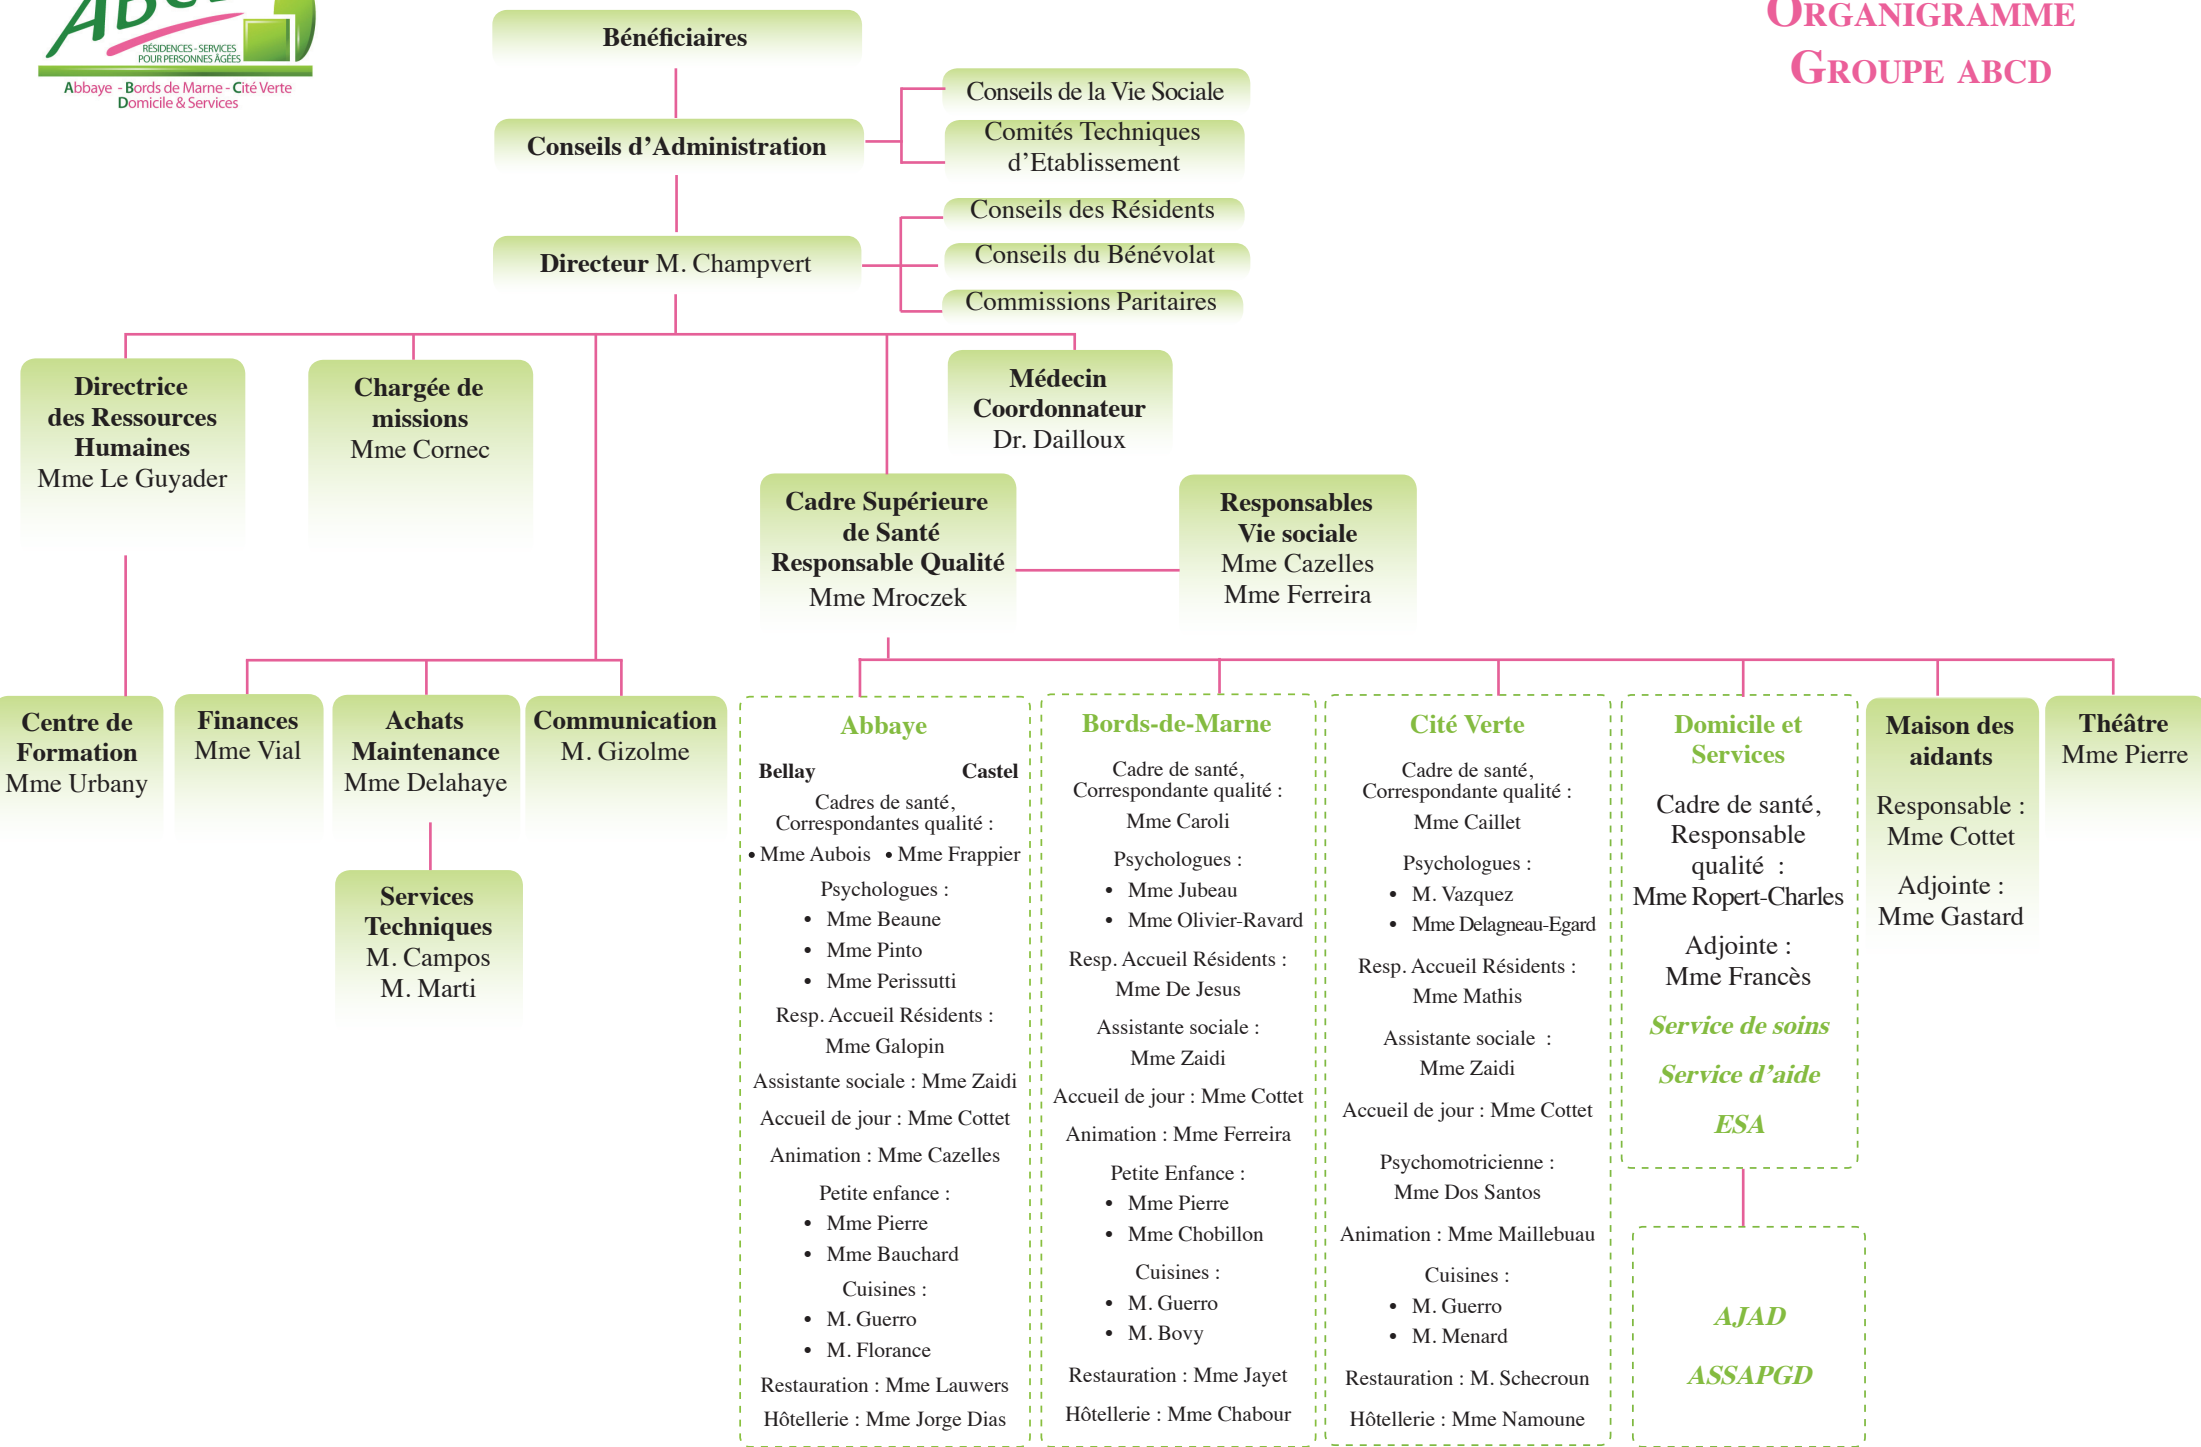 ABCD
RÉSIDENCES - SERVICES
POUR PERSONNES ÂGÉES
Abbaye - Bords de Marne - Cité Verte
Domicile & Services
ORGANIGRAMME
GROUPE ABCD
Bénéficiaires
Conseils d'Administration
Conseils de la Vie Sociale
Comités Techniques
d'Etablissement
Directeur M. Champvert
Conseils des Résidents
Conseils du Bénévolat
Commissions Paritaires
Directrice
des Ressources
Humaines
Mme Le Guyader
Chargée de
missions
Mme Cornec
Médecin
Coordonnateur
Dr. Dailloux
Cadre Supérieure
de Santé
Responsable Qualité
Mme Mroczek
Responsables
Vie sociale
Mme Cazelles
Mme Ferreira
Centre de
Formation
Mme Urbany
Finances
Mme Vial
Achats
Maintenance
Mme Delahaye
Communication
M. Gizolme
Services
Techniques
M. Campos
M. Marti
Abbaye
Bellay Castel
Cadres de santé,
Correspondantes qualité :
• Mme Aubois • Mme Frappier
Psychologues :
• Mme Beaune
• Mme Pinto
• Mme Perissutti
Resp. Accueil Résidents :
Mme Galopin
Assistante sociale : Mme Zaidi
Accueil de jour : Mme Cottet
Animation : Mme Cazelles
Petite enfance :
• Mme Pierre
• Mme Bauchard
Cuisines :
• M. Guerro
• M. Florance
Restauration : Mme Lauwers
Hôtellerie : Mme Jorge Dias
Bords-de-Marne
Cadre de santé,
Correspondante qualité :
Mme Caroli
Psychologues :
• Mme Jubeau
• Mme Olivier-Ravard
Resp. Accueil Résidents :
Mme De Jesus
Assistante sociale :
Mme Zaidi
Accueil de jour : Mme Cottet
Animation : Mme Ferreira
Petite Enfance :
• Mme Pierre
• Mme Chobillon
Cuisines :
• M. Guerro
• M. Bovy
Restauration : Mme Jayet
Hôtellerie : Mme Chabour
Cité Verte
Cadre de santé,
Correspondante qualité :
Mme Caillet
Psychologues :
• M. Vazquez
• Mme Delagneau-Egard
Resp. Accueil Résidents :
Mme Mathis
Assistante sociale :
Mme Zaidi
Accueil de jour : Mme Cottet
Psychomotricienne :
Mme Dos Santos
Animation : Mme Maillebuau
Cuisines :
• M. Guerro
• M. Menard
Restauration : M. Schecroun
Hôtellerie : Mme Namoune
Domicile et
Services
Cadre de santé,
Responsable
qualité :
Mme Ropert-Charles
Adjointe :
Mme Francès
Service de soins
Service d'aide
ESA
AJAD
ASSAPGD
Maison des
aidants
Responsable :
Mme Cottet
Adjointe :
Mme Gastard
Théâtre
Mme Pierre